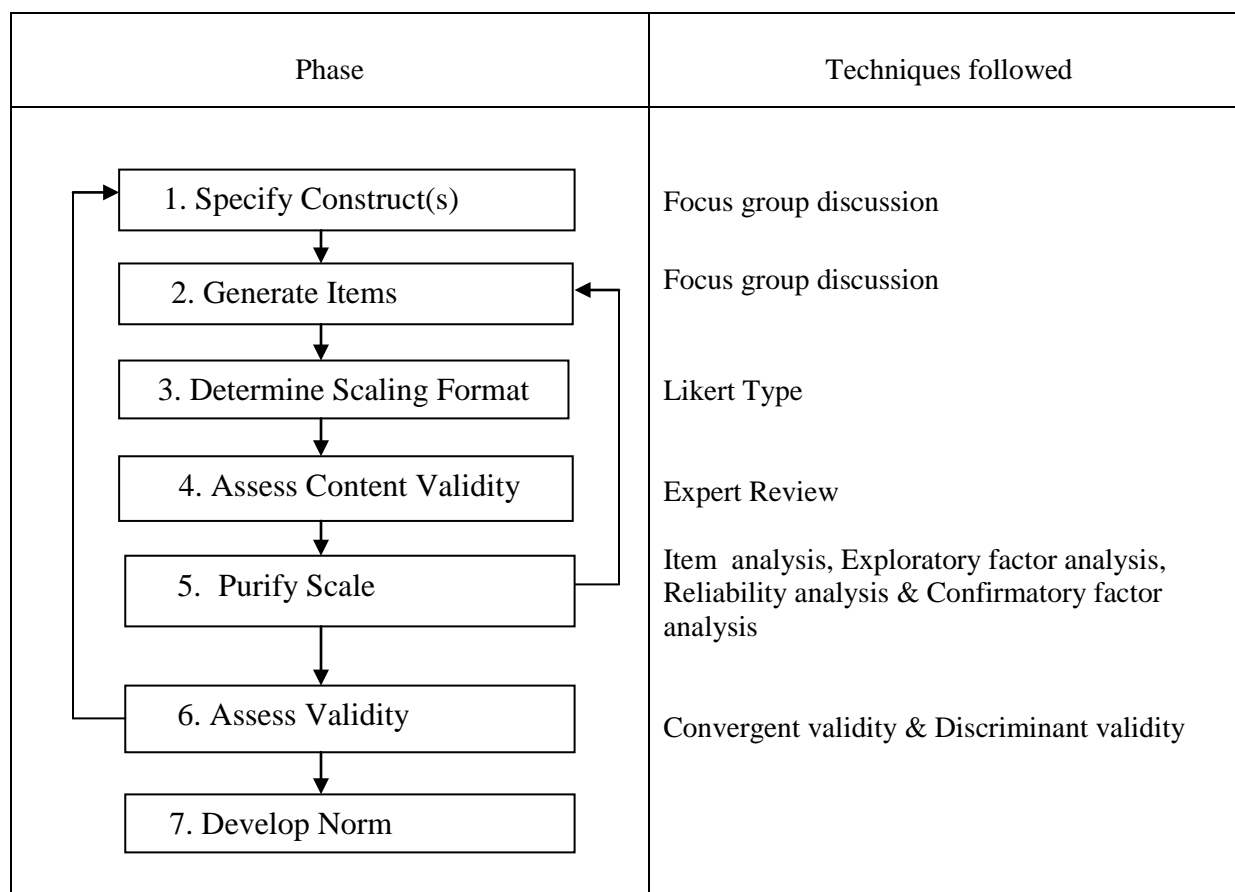 Phase
Techniques followed
1. Specify Construct(s)
Focus group discussion
2. Generate Items
Focus group discussion
3. Determine Scaling Format
Likert Type
4. Assess Content Validity
Expert Review
5. Purify Scale
Item analysis, Exploratory factor analysis,
Reliability analysis & Confirmatory factor
analysis
6. Assess Validity
Convergent validity & Discriminant validity
7. Develop Norm